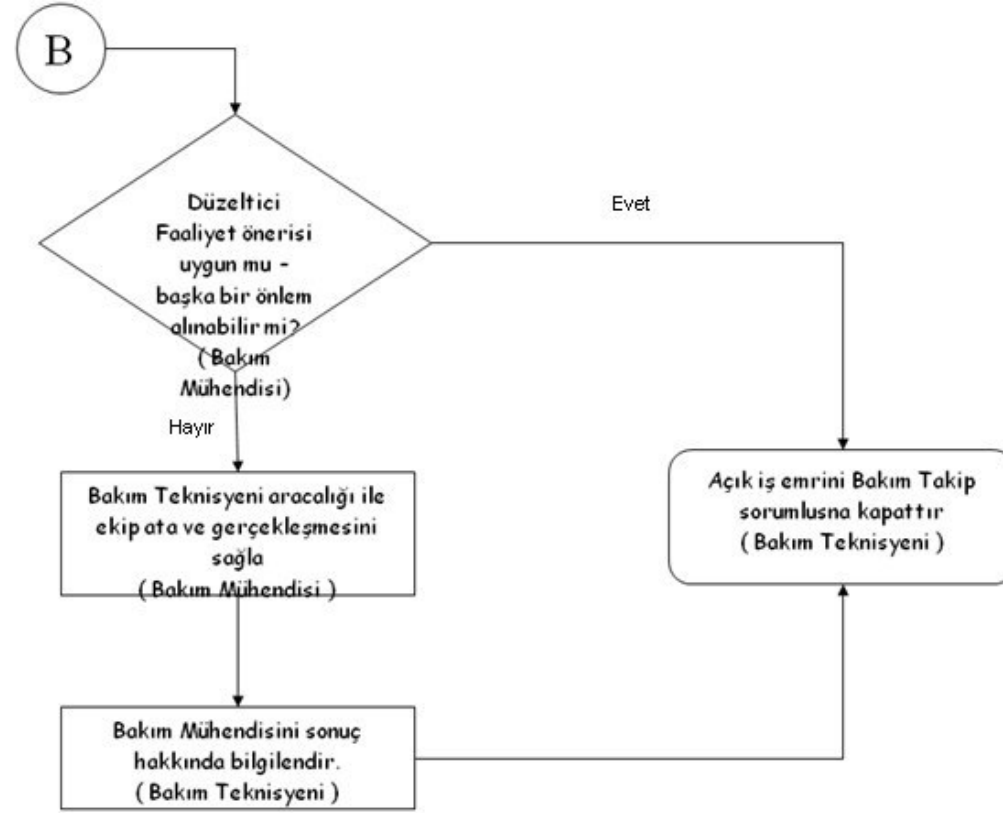 B
Düzeltici
Faaliyet önerisi
uygun mu -
başka bir önlem
alınabilir mi?
( Bakım
Mühendisi)
Evet
Hayır
Bakım Teknisyeni aracalığı ile
ekip ata ve gerçekleşmesini
sağla
( Bakım Mühendisi )
Açık iş emrini Bakım Takip
sorumlusna kapattır
( Bakım Teknisyeni )
Bakım Mühendisini sonuç
hakkında bilgilendir.
( Bakım Teknisyeni )